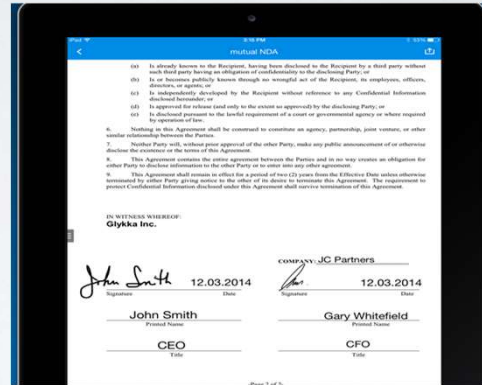 iPad
8:16 PM
53%
mutual NDA
(a) Is already known to the Recipient, having been disclosed to the Recipient by a third party without
such third party having an obligation of confidentiality to the disclosing Party; or
(b) Is or becomes publicly known through no wrongful act of the Recipient, its employees, officers,
directors, or agents; or
(c) Is independently developed by the Recipient without reference to any Confidential Information
disclosed hereunder; or
(d) Is approved for release (and only to the extent so approved) by the disclosing Party; or
(e) Is disclosed pursuant to the lawful requirement of a court or governmental agency or where required
by operation of law.
6. Nothing in this Agreement shall be construed to constitute an agency, partnership, joint venture, or other
similar relationship between the Parties.
7. Neither Party will, without prior approval of the other Party, make any public announcement of or otherwise
disclose the existence or the terms of this Agreement.
8. This Agreement contains the entire agreement between the Parties and in no way creates an obligation for
either Party to disclose information to the other Party or to enter into any other agreement.
9. This Agreement shall remain in effect for a period of two (2) years from the Effective Date unless otherwise
terminated by either Party giving notice to the other of its desire to terminate this Agreement. The requirement to
protect Confidential Information disclosed under this Agreement shall survive termination of this Agreement.
IN WITNESS WHEREOF:
Glykka Inc.
COMPANY: JC Partners
John Smith 12.03.2014 12.03.2014
Signature Date Signature Date
John Smith Gary Whitefield
Printed Name Printed Name
CEO CFO
Title Title
-Page 2 of 2-